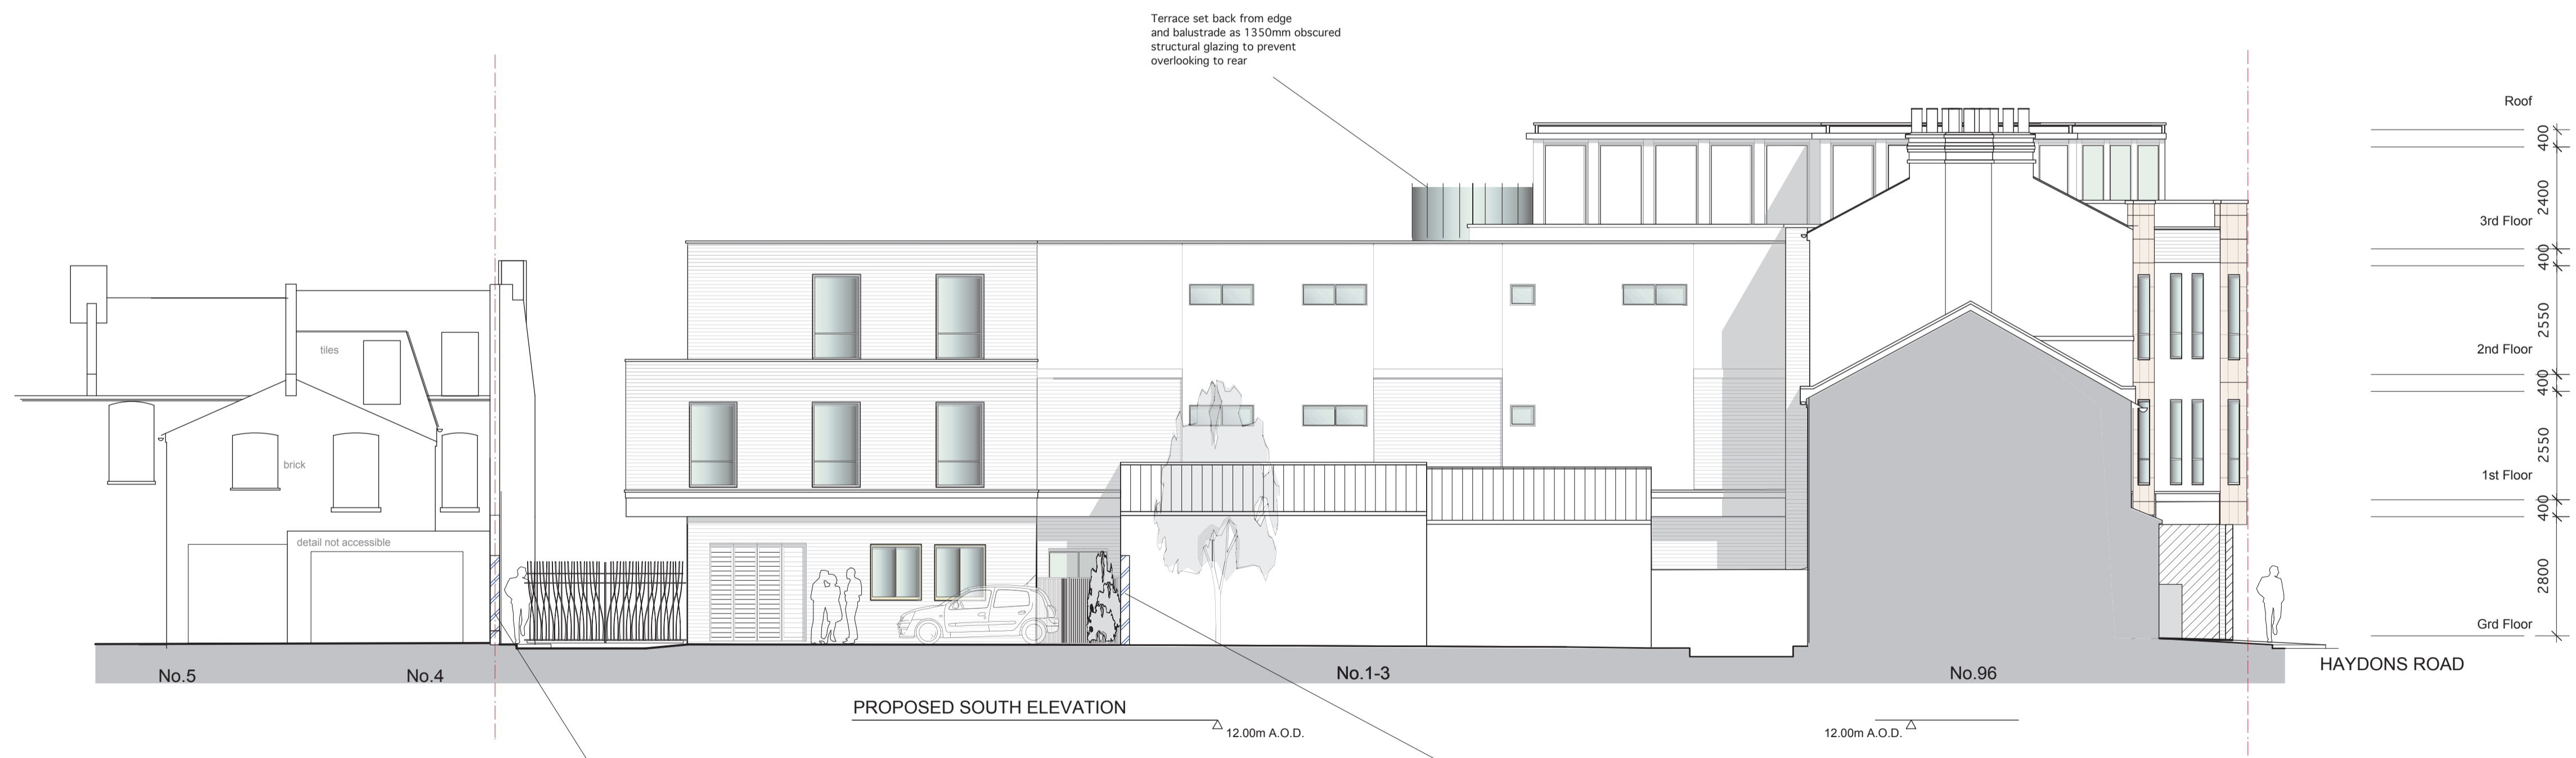 Terrace set back from edge
and balustrade as 1350mm obscured
structural glazing to prevent
overlooking to rear
Roof
400
2400
3rd Floor
400
2550
2nd Floor
400
2550
1st Floor
400
2800
Grd Floor
tiles
brick
detail not accessible
No.5
No.4
No.1-3
No.96
HAYDONS ROAD
PROPOSED SOUTH ELEVATION
12.00m A.O.D.
12.00m A.O.D.